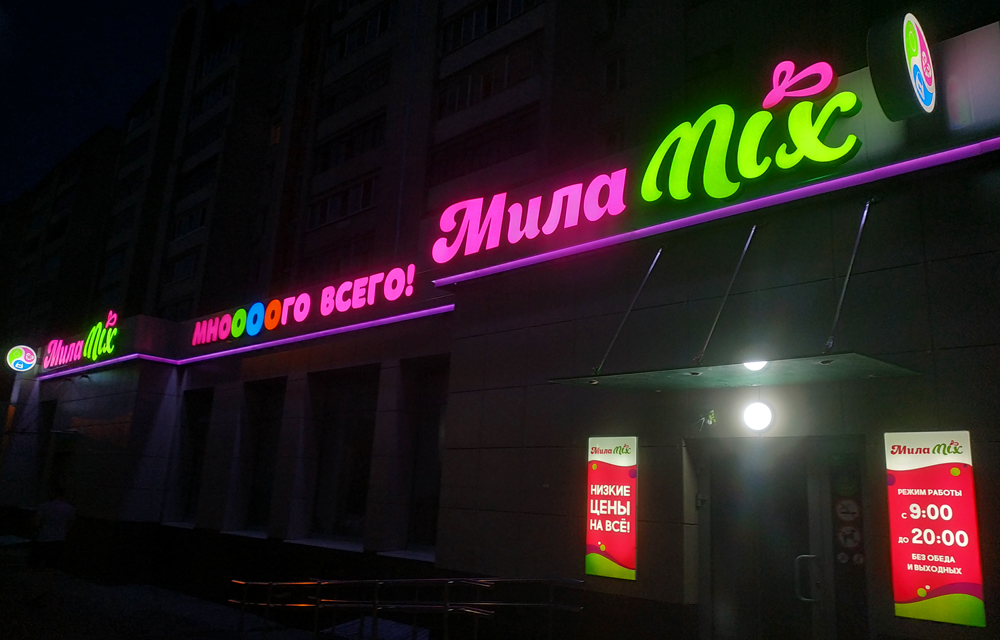 Мила Mix
МНОООООГО ВСЕГО!
Мила Mix
Мила Mix
НИЗКИЕ
ЦЕНЫ
НА ВСЁ!
Мила Mix
РЕЖИМ РАБОТЫ
с 9:00
до 20:00
БЕЗ ОБЕДА
И ВЫХОДНЫХ